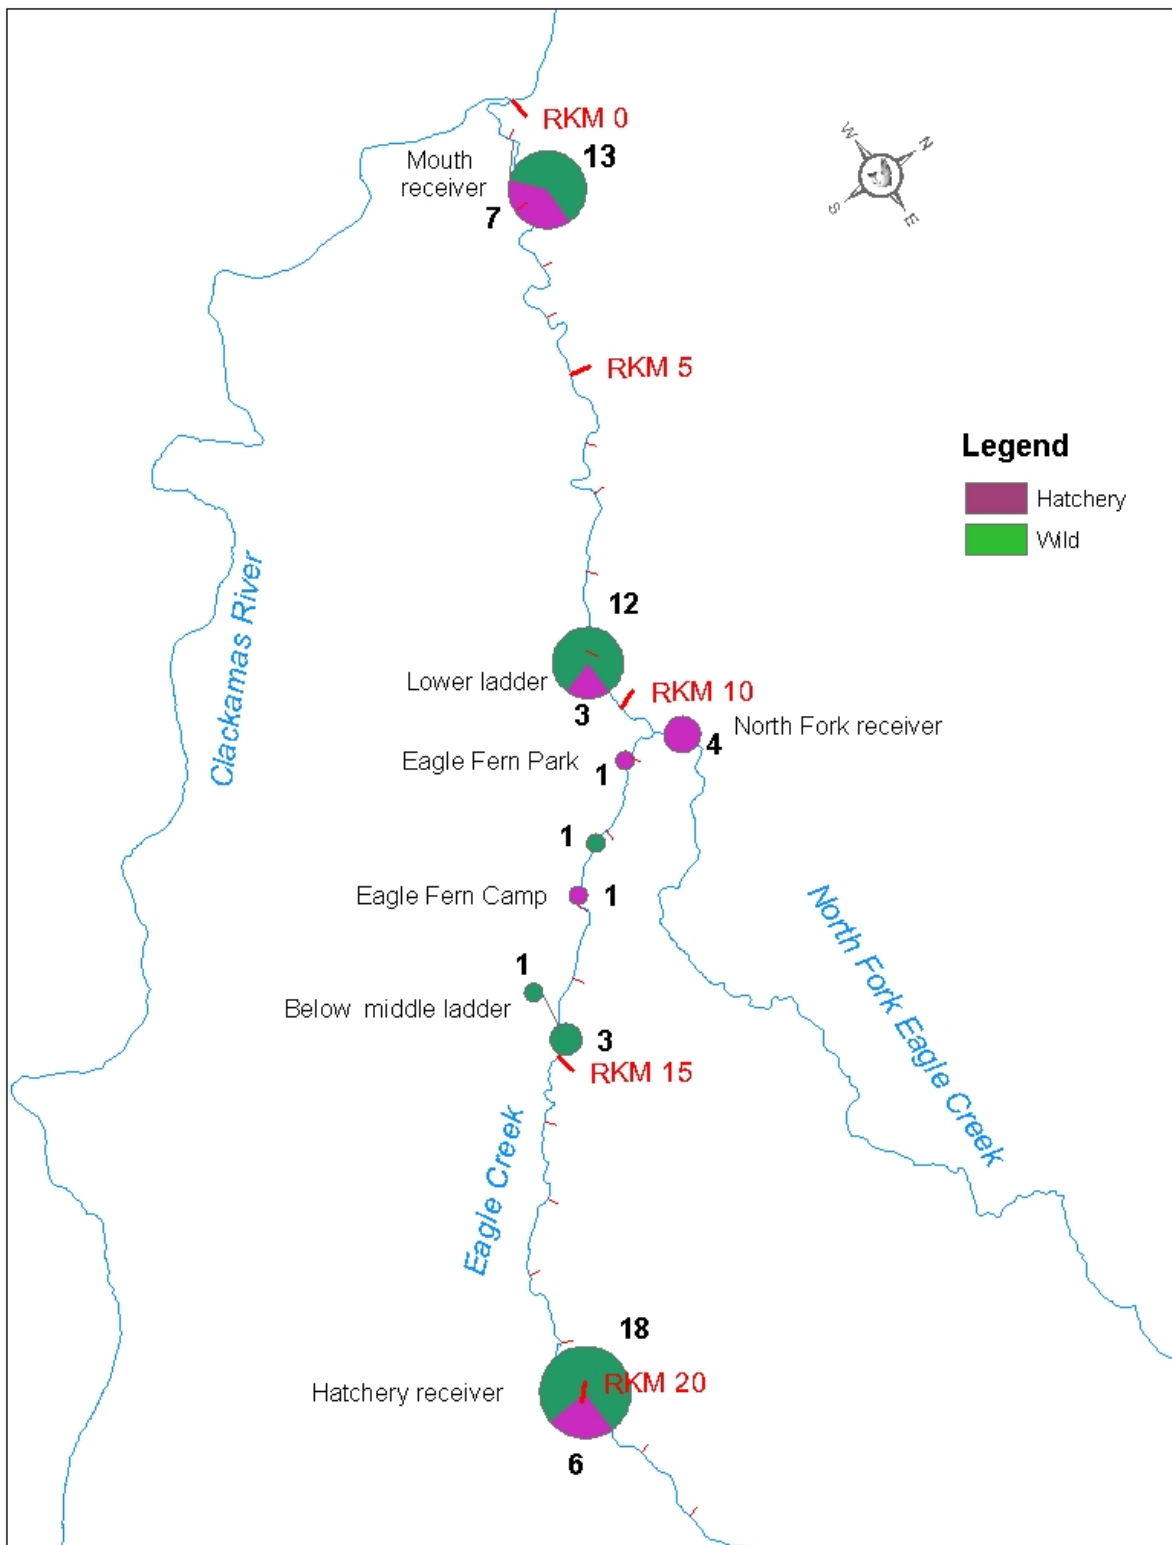 RKM 0
W
N
S
E
13
Mouth
receiver
7
RKM 5
Legend
Hatchery
Wild
Clackamas River
12
Lower ladder
3
RKM 10
North Fork receiver
4
Eagle Fern Park
1
1
Eagle Fern Camp
1
North Fork Eagle Creek
1
Below middle ladder
3
RKM 15
Eagle Creek
18
Hatchery receiver
RKM 20
6